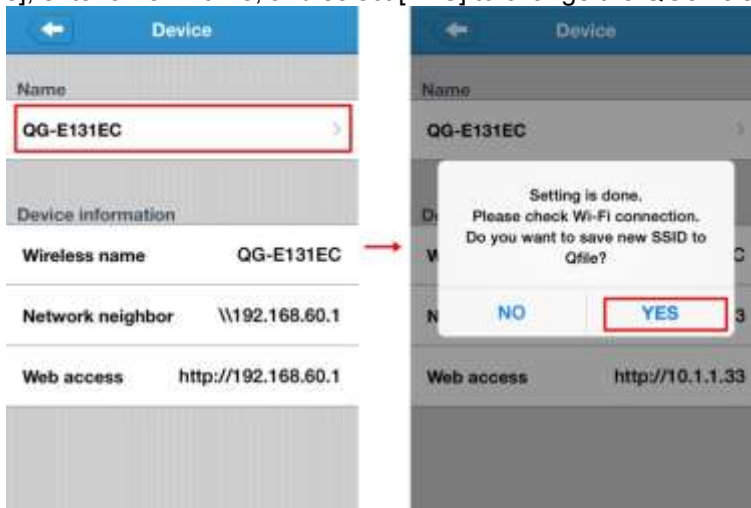 Device
Name
QG-E131EC
Device information
Wireless name QG-E131EC
Network neighbor \\192.168.60.1
Web access http://192.168.60.1
Device
Name
QG-E131EC
Setting is done.
Please check Wi-Fi connection.
Do you want to save new SSID to
Qfile?
NO YES
Web access http://10.1.1.33